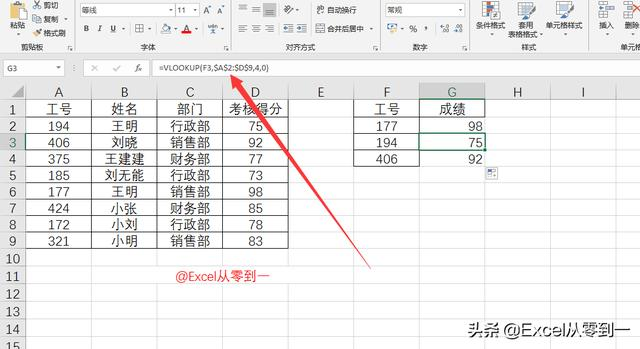 剪切
复制
粘贴
格式刷
剪贴板
等线
11
B I U
字体
自动换行
合并后居中
对齐方式
常规
%
数字
条件格式
套用
表格格式
单元格样式
样式
插入
G3
=VLOOKUP(F3,$A$2:$D$9,4,0)
A B C D E F G H I
1 工号 姓名 部门 考核得分 工号 成绩
2 194 王明 行政部 75 177 98
3 406 刘晓 销售部 92 194 75
4 375 王建建 财务部 77 406 92
5 185 刘无能 行政部 73
6 177 王明 销售部 98
7 424 小张 财务部 85
8 172 小刘 行政部 78
9 321 小明 销售部 83
10
11 @Excel从零到一
12
13
14
头条 @Excel从零到一